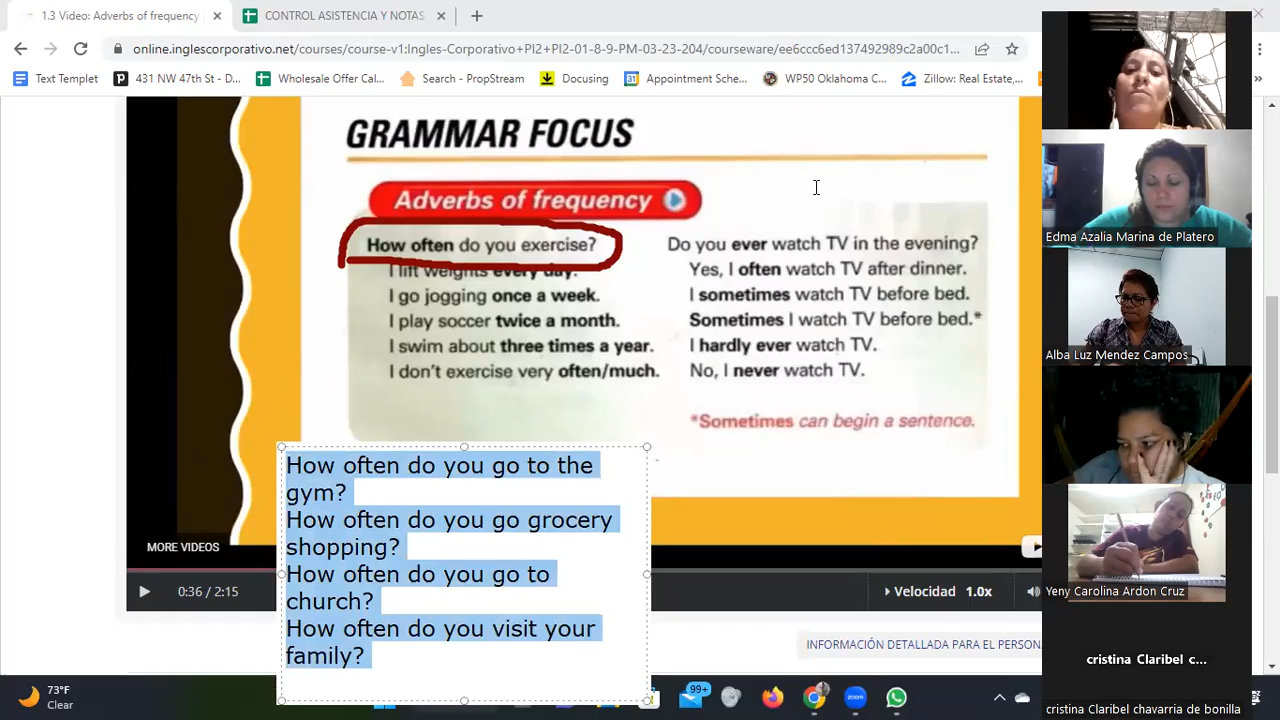 1.3 Video: Adverbs of frequency
CONTROL ASISTENCIA Y NOTAS
online.inglescorporativo.net/courses/course-v1:Ingles-Corporativo+PI2+PI2-01-8-9-PM-03-23-204/courseware/ee6ccc6ed137492989c2a00c1...
Text Templet
431 NW 47th St - D...
Wholesale Offer Cal...
Search - PropStream
Docusing
Appointment Sche...
WP50 Oklahoma C...
Zillow: Real Estate,...
GRAMMAR FOCUS
Adverbs of frequency
How often do you exercise?
I lift weights every day.
I go jogging once a week.
I play soccer twice a month.
I swim about three times a year.
I don't exercise very often/much.
Do you ever watch TV in the evening?
Yes, I often watch TV after dinner.
I sometimes watch TV before bed.
Sometimes I watch TV before bed.*
I hardly ever watch TV.
No, I never watch TV.
*Sometimes can begin a sentence.
How often do you go to the
gym?
How often do you go grocery
shopping?
How often do you go to
church?
How often do you visit your
family?
MORE VIDEOS
0:36 / 2:15
Velocidad 1.0x
INFORMACIÓN DETALLADA PARA EL PERSON
73°F
Clear
99+
zoom
Edma Azalia Marina de Platero
Alba Luz Mendez Campos
Yeny Carolina Ardon Cruz
cristina Claribel c...
cristina Claribel chavarria de bonilla